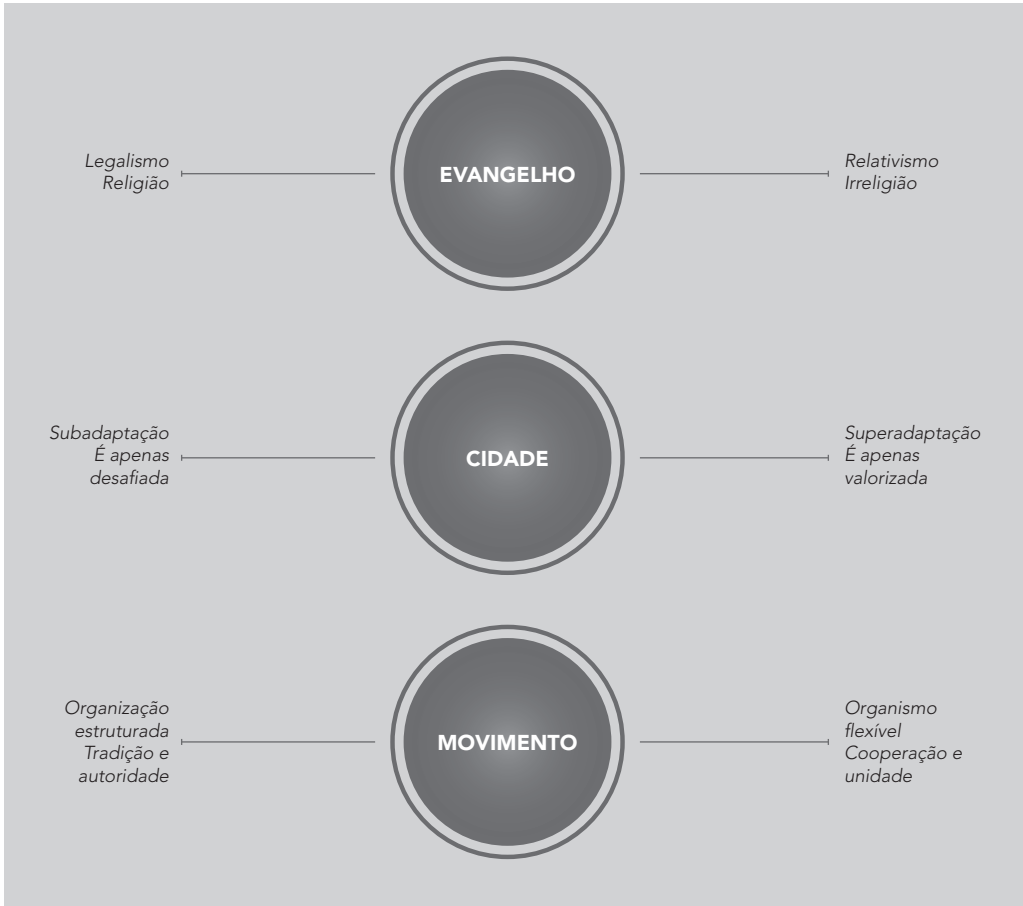 Legalismo
Religião
EVANGELHO
Relativismo
Irreligião
Subadaptação
É apenas
desafiada
CIDADE
Superadaptação
É apenas
valorizada
Organização
estruturada
Tradição e
autoridade
MOVIMENTO
Organismo
flexível
Cooperação e
unidade